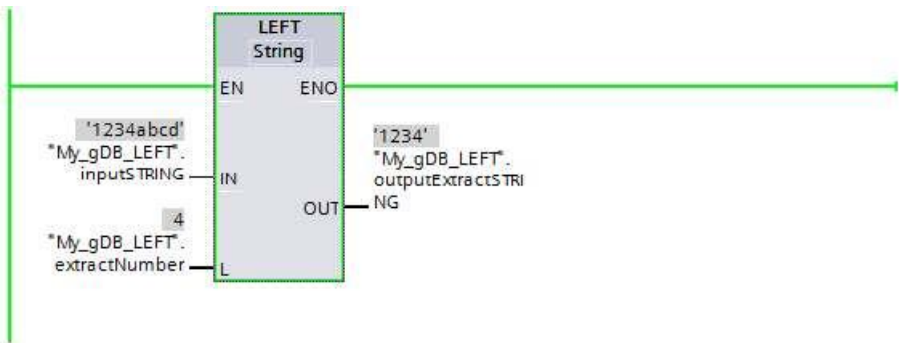 LEFT
String
EN ENO
'1234abcd'
"My_gDB_LEFT".
inputSTRING
IN
'1234'
"My_gDB_LEFT".
outputExtractSTRI
NG
OUT
4
"My_gDB_LEFT".
extractNumber
L